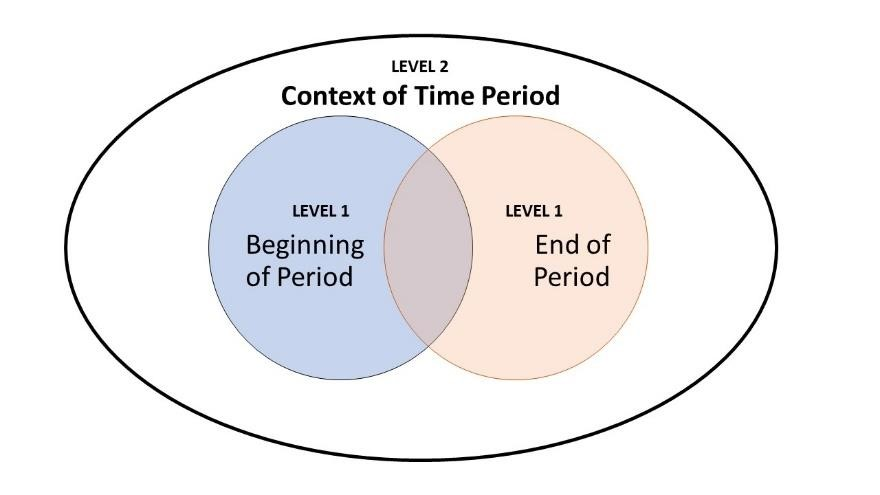 LEVEL 2
Context of Time Period
LEVEL 1
Beginning
of Period
LEVEL 1
End of
Period